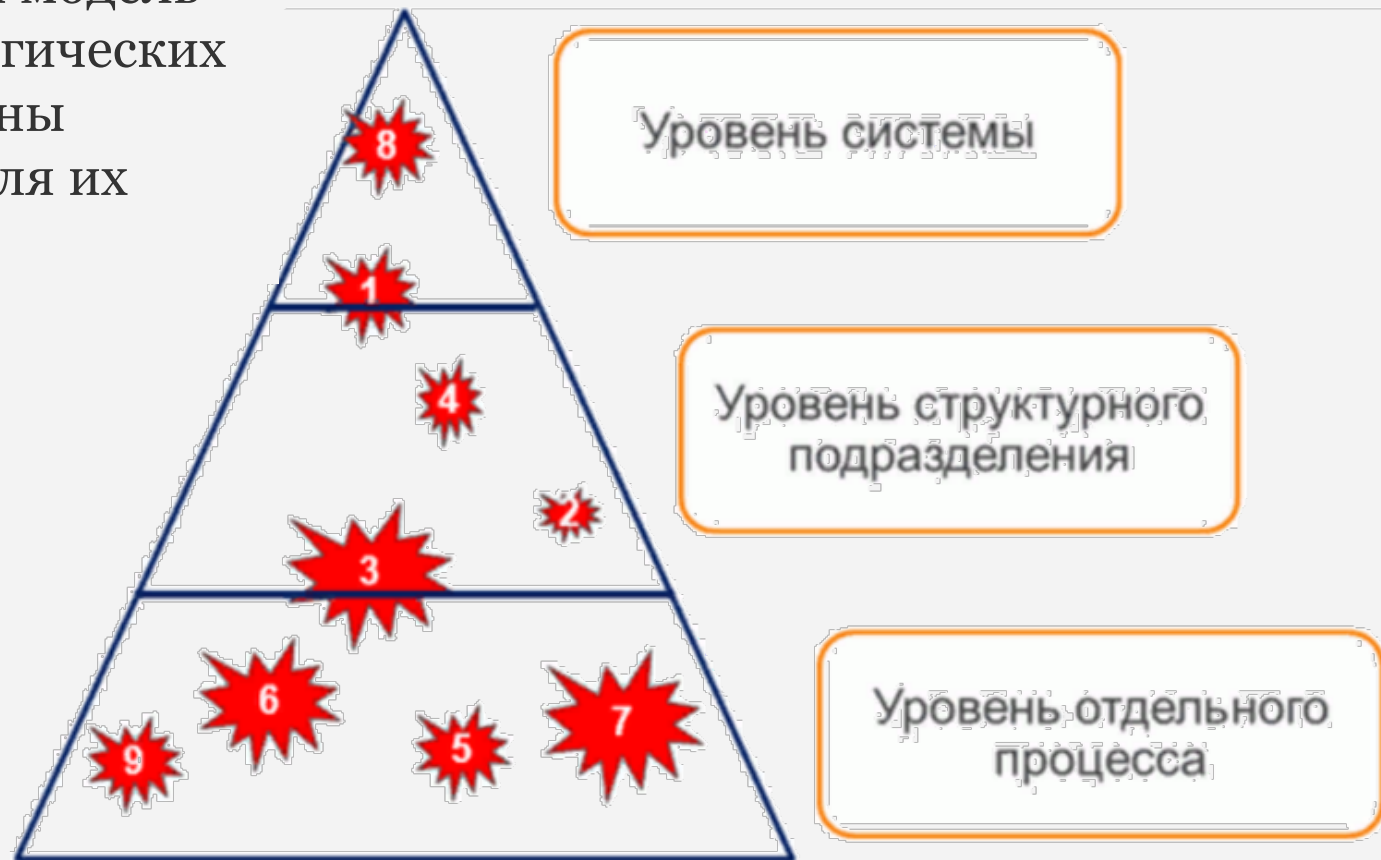 модель
гических
ны
ля их
8
Уровень системы
1
4
Уровень структурного
подразделения
2
3
6
7
Уровень отдельного
процесса
5
9